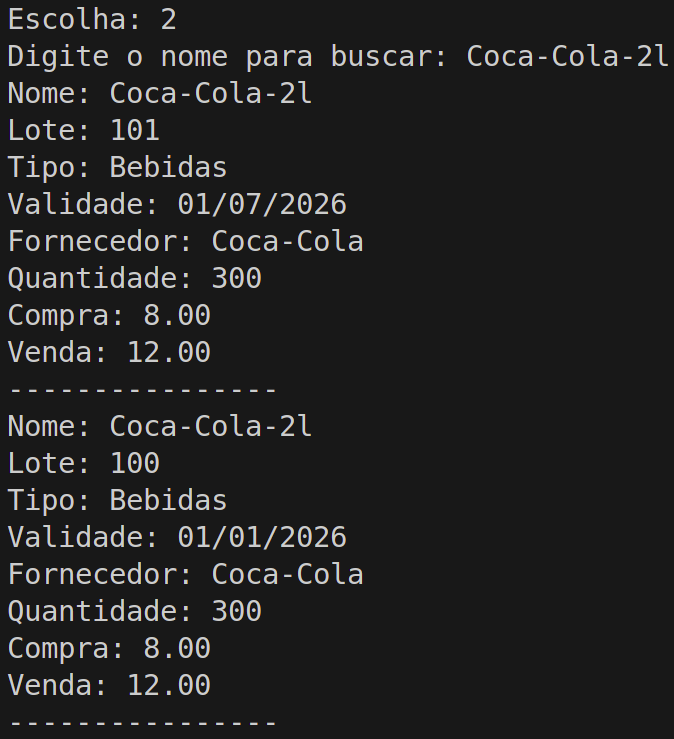 Escolha: 2
Digite o nome para buscar: Coca-Cola-2l
Nome: Coca-Cola-2l
Lote: 101
Tipo: Bebidas
Validade: 01/07/2026
Fornecedor: Coca-Cola
Quantidade: 300
Compra: 8.00
Venda: 12.00
----------------
Nome: Coca-Cola-2l
Lote: 100
Tipo: Bebidas
Validade: 01/01/2026
Fornecedor: Coca-Cola
Quantidade: 300
Compra: 8.00
Venda: 12.00
----------------